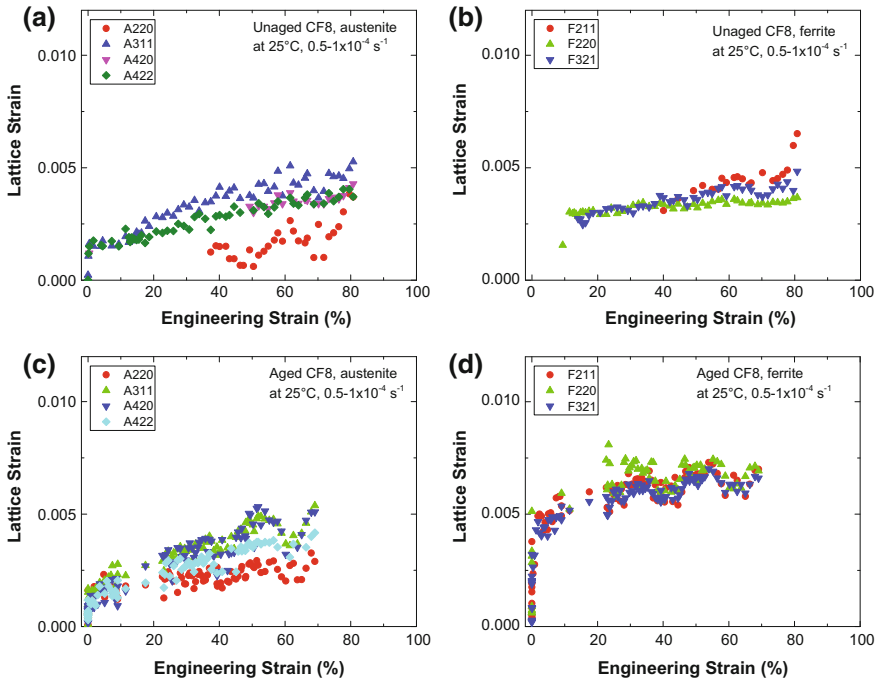 (a)
A220
A311
A420
A422
Unaged CF8, austenite
at 25°C, 0.5-1x10⁻⁴ s⁻¹
0.010
0.005
0.000
Lattice Strain
0 20 40 60 80 100
Engineering Strain (%)
(b)
F211
F220
F321
Unaged CF8, ferrite
at 25°C, 0.5-1x10⁻⁴ s⁻¹
0.010
0.005
0.000
Lattice Strain
0 20 40 60 80 100
Engineering Strain (%)
(c)
A220
A311
A420
A422
Aged CF8, austenite
at 25°C, 0.5-1x10⁻⁴ s⁻¹
0.010
0.005
0.000
Lattice Strain
0 20 40 60 80 100
Engineering Strain (%)
(d)
F211
F220
F321
Aged CF8, ferrite
at 25°C, 0.5-1x10⁻⁴ s⁻¹
0.010
0.005
0.000
Lattice Strain
0 20 40 60 80 100
Engineering Strain (%)